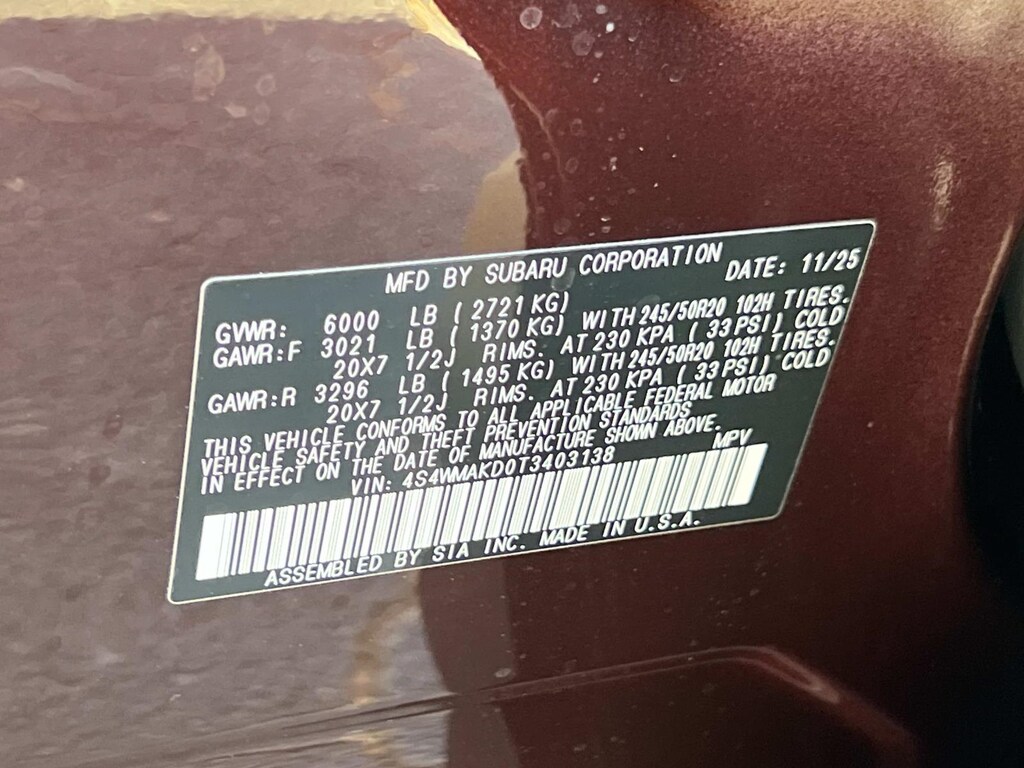 MFD BY SUBARU CORPORATION DATE: 11/25
GVWR: 6000 LB ( 2721 KG)
GAWR:F 3021 LB ( 1370 KG) WITH 245/50R20 102H TIRES.
20X7 1/2J RIMS. AT 230 KPA ( 33 PSI) COLD
GAWR:R 3296 LB ( 1495 KG) WITH 245/50R20 102H TIRES.
20X7 1/2J RIMS. AT 230 KPA ( 33 PSI) COLD
THIS VEHICLE CONFORMS TO ALL APPLICABLE FEDERAL MOTOR
VEHICLE SAFETY AND THEFT PREVENTION STANDARDS
IN EFFECT ON THE DATE OF MANUFACTURE SHOWN ABOVE.
VIN: 4S4WMAKD0T3403138 MPV
ASSEMBLED BY SIA INC. MADE IN U.S.A.